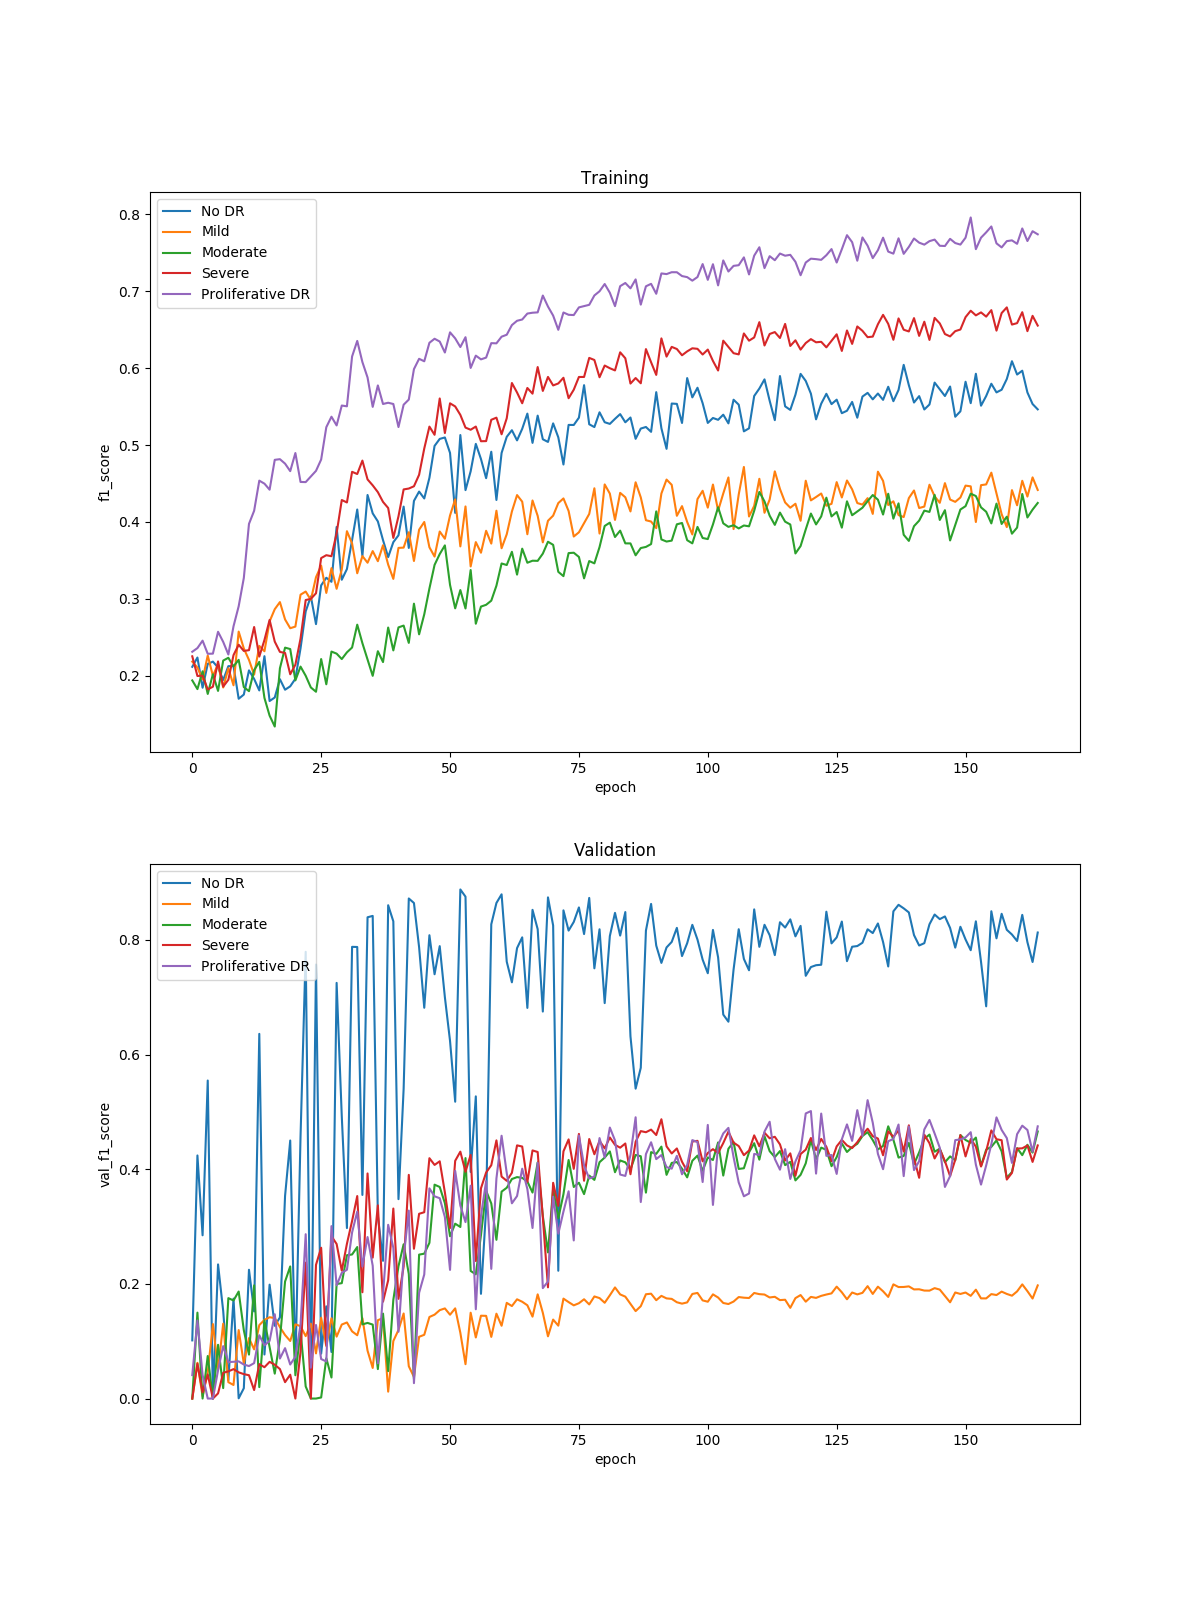 Training
f1_score
0.8
0.7
0.6
0.5
0.4
0.3
0.2
No DR
Mild
Moderate
Severe
Proliferative DR
0 25 50 75 100 125 150
epoch
Validation
val_f1_score
0.8
0.6
0.4
0.2
0.0
No DR
Mild
Moderate
Severe
Proliferative DR
0 25 50 75 100 125 150
epoch